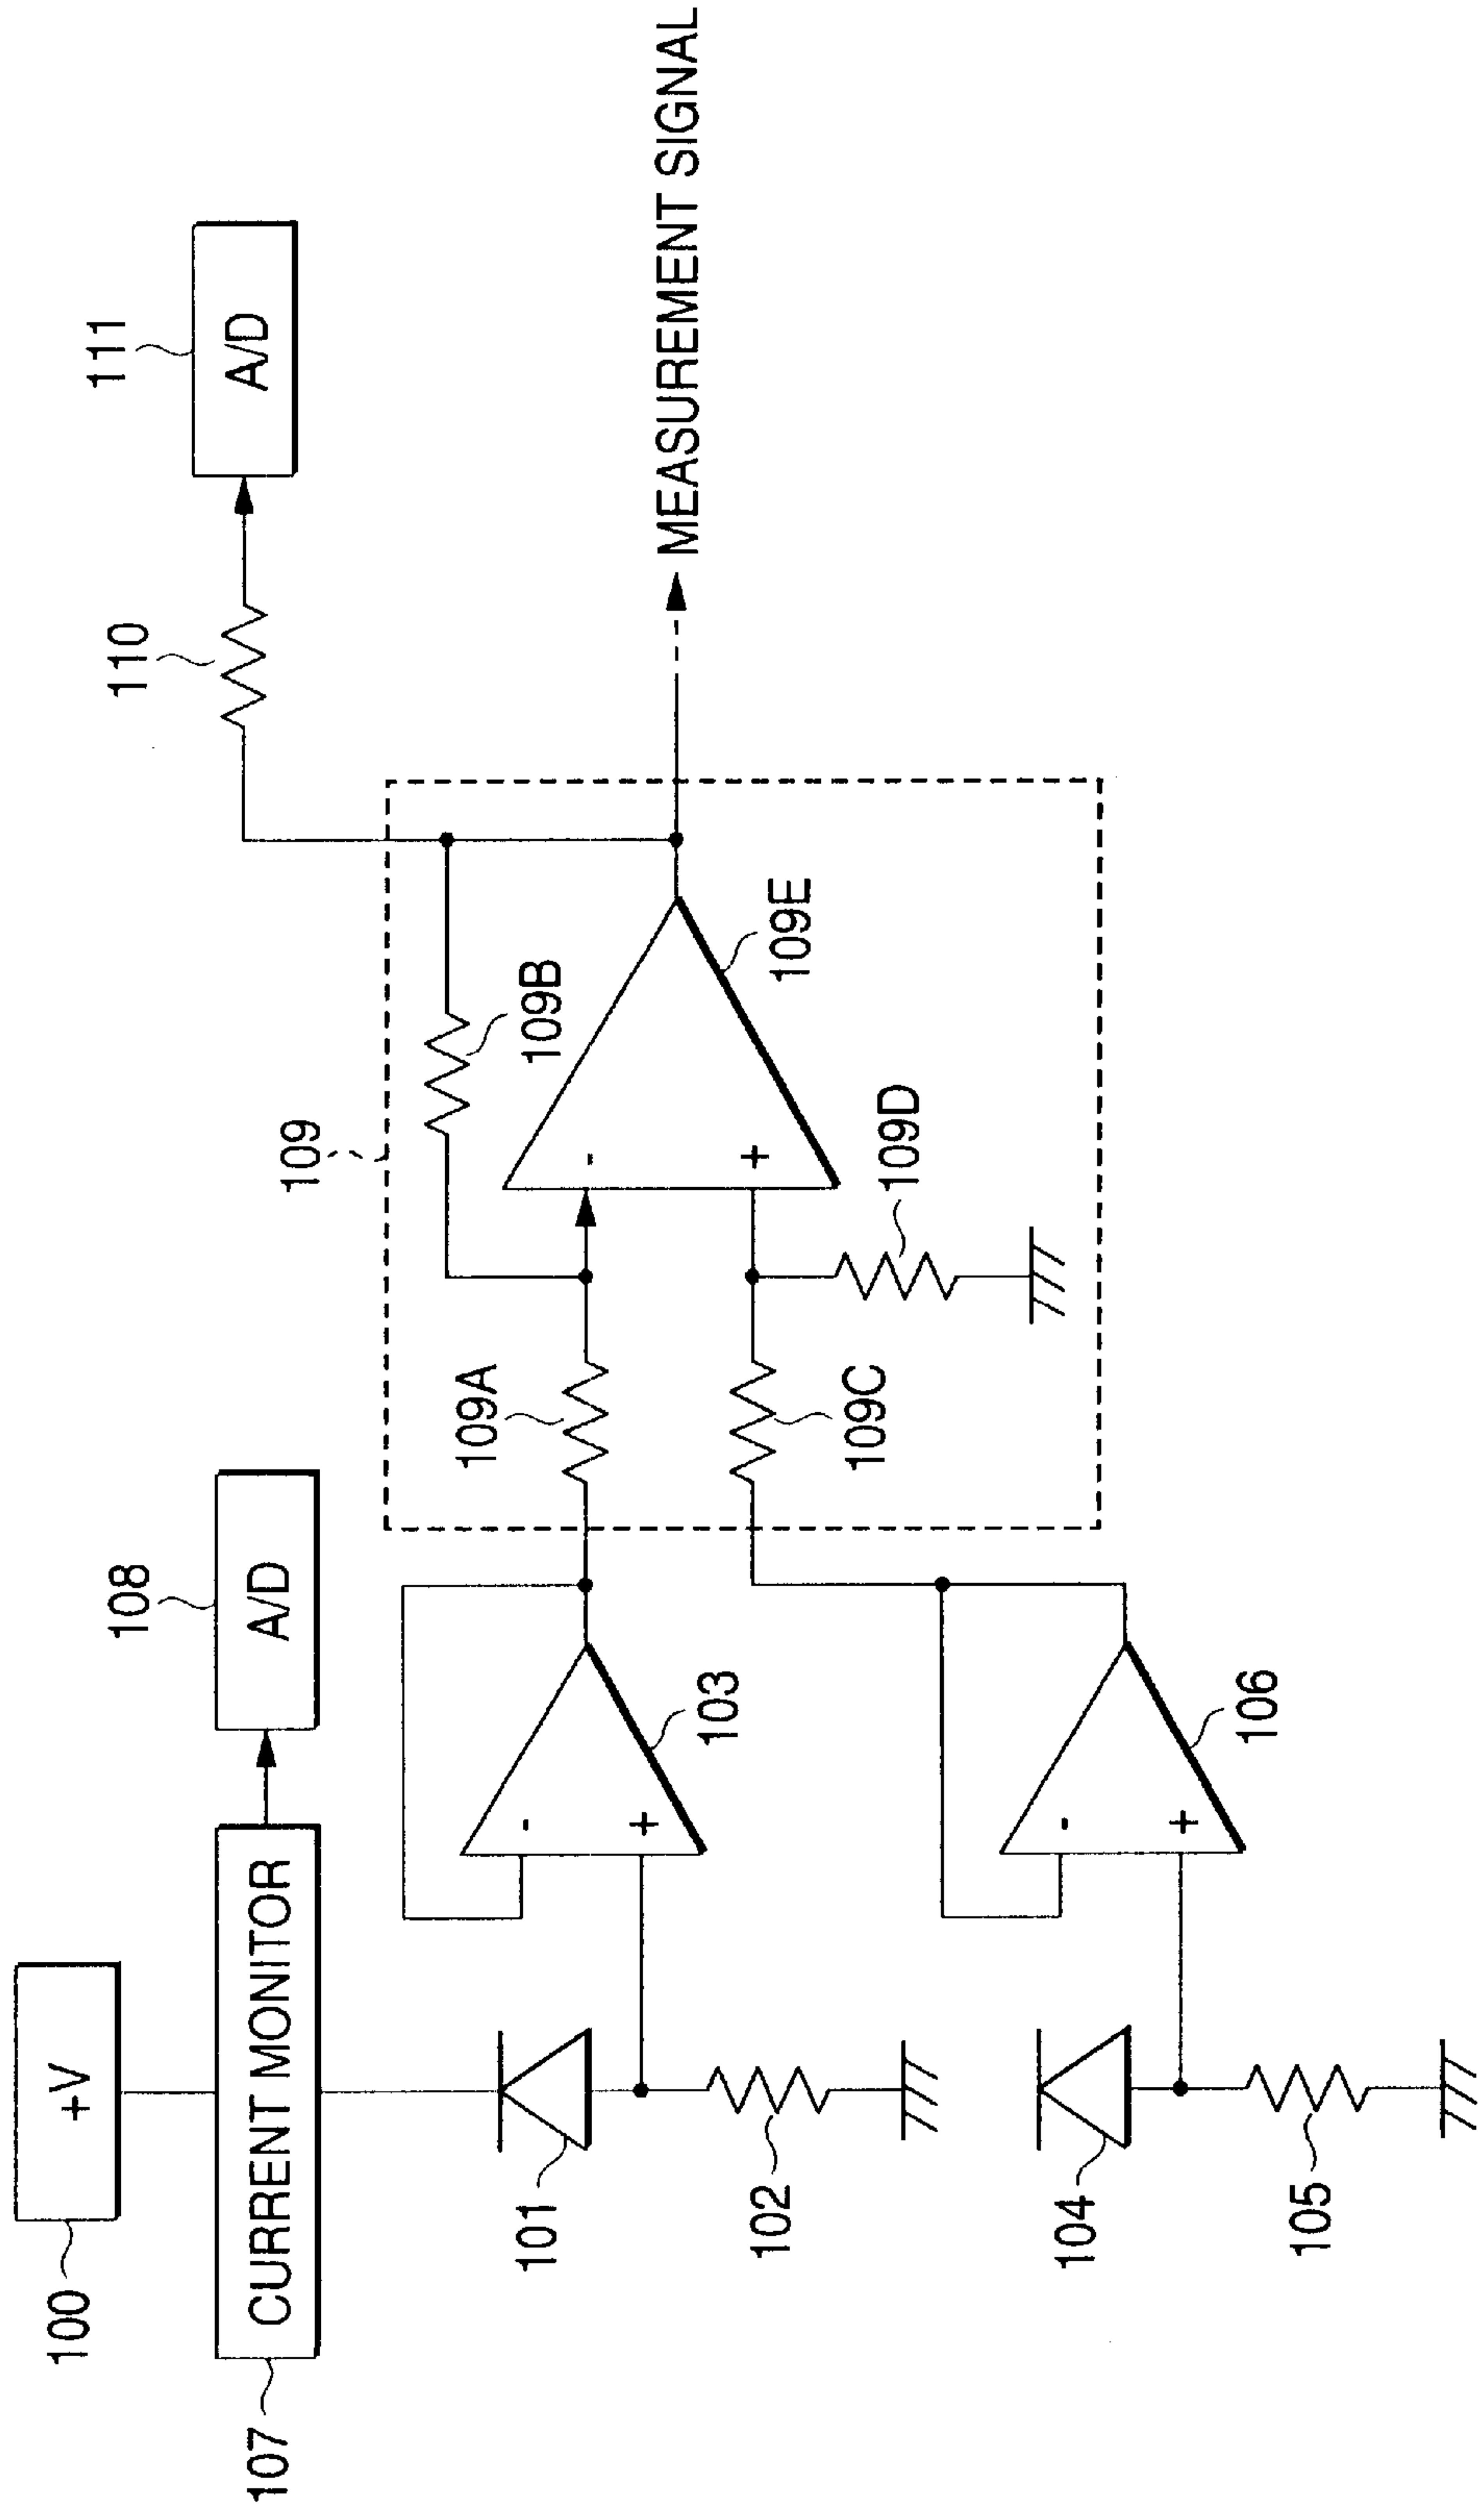 100
+V
107
CURRENT MONITOR
108
A/D
110
111
A/D
101
102
-
+
103
109
109A
109B
-
+
109E
MEASUREMENT SIGNAL
109C
109D
104
105
-
+
106